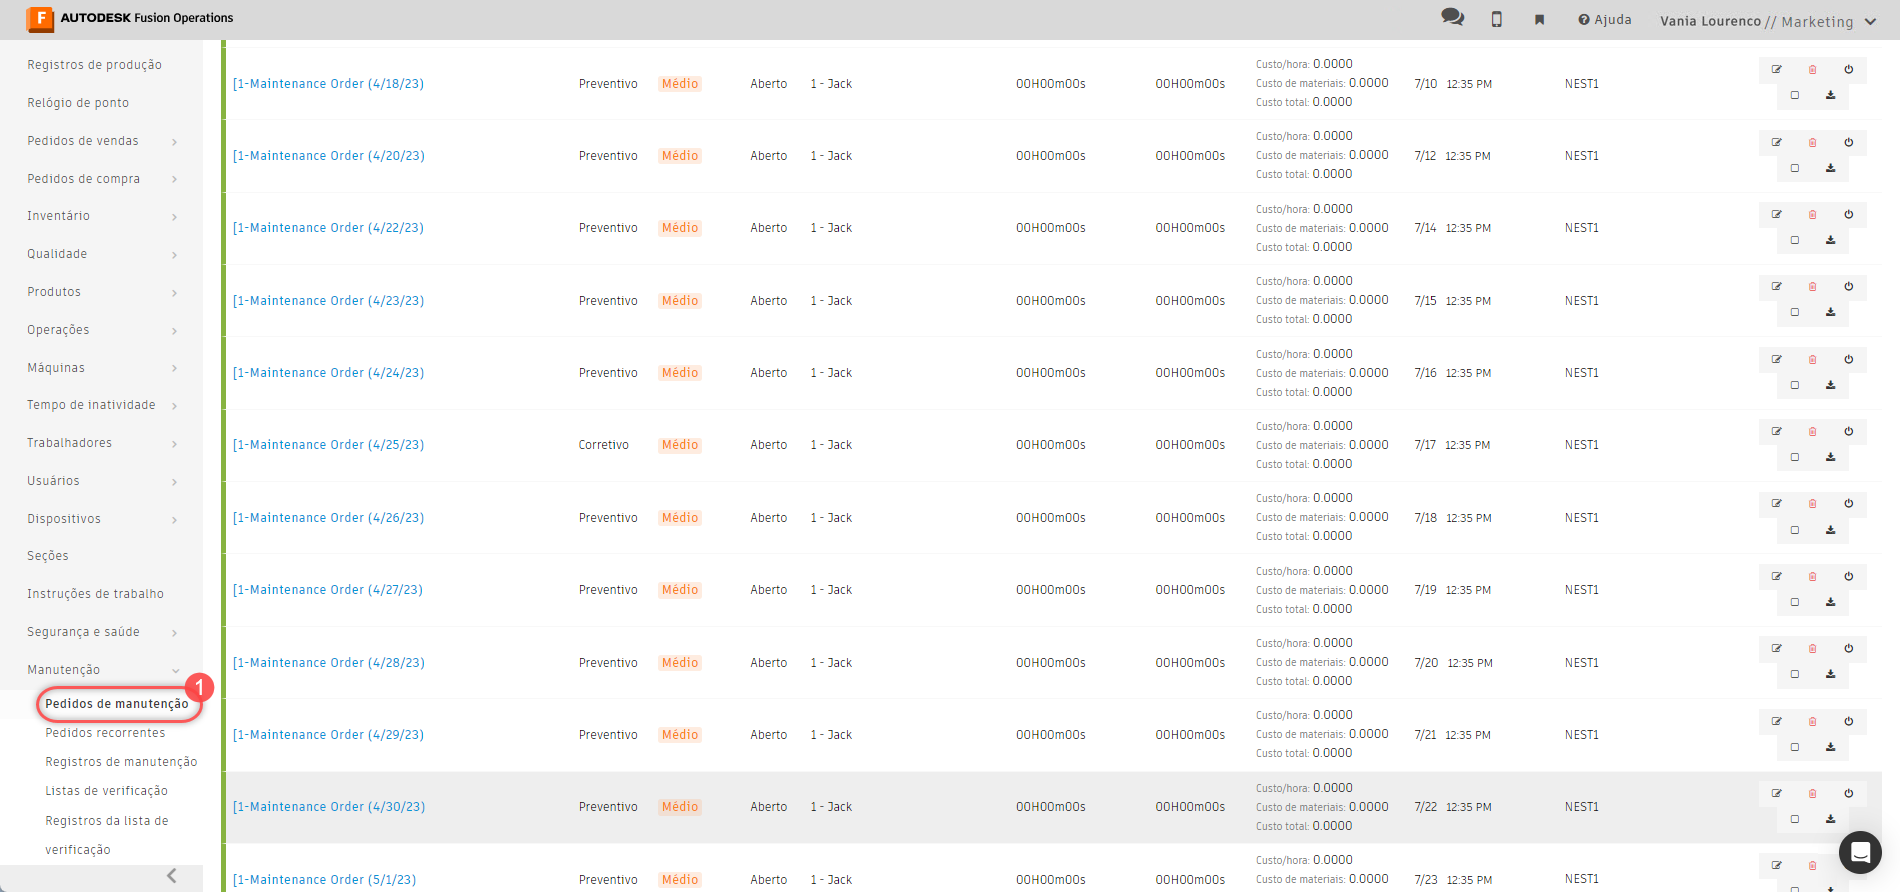 F AUTODESK Fusion Operations
Ajuda
Vania Lourenco // Marketing
Registros de produção
Relógio de ponto
Pedidos de vendas
Pedidos de compra
Inventário
Qualidade
Produtos
Operações
Máquinas
Tempo de inatividade
Trabalhadores
Usuários
Dispositivos
Seções
Instruções de trabalho
Segurança e saúde
Manutenção
1
Pedidos de manutenção
Pedidos recorrentes
Registros de manutenção
Listas de verificação
Registros da lista de
verificação
Custo/hora: 0.0000
[1-Maintenance Order (4/18/23) Preventivo Médio Aberto 1 - Jack 00H00m00s 00H00m00s Custo de materiais: 0.0000 7/10 12:35 PM NEST1
Custo total: 0.0000
Custo/hora: 0.0000
[1-Maintenance Order (4/20/23) Preventivo Médio Aberto 1 - Jack 00H00m00s 00H00m00s Custo de materiais: 0.0000 7/12 12:35 PM NEST1
Custo total: 0.0000
Custo/hora: 0.0000
[1-Maintenance Order (4/22/23) Preventivo Médio Aberto 1 - Jack 00H00m00s 00H00m00s Custo de materiais: 0.0000 7/14 12:35 PM NEST1
Custo total: 0.0000
Custo/hora: 0.0000
[1-Maintenance Order (4/23/23) Preventivo Médio Aberto 1 - Jack 00H00m00s 00H00m00s Custo de materiais: 0.0000 7/15 12:35 PM NEST1
Custo total: 0.0000
Custo/hora: 0.0000
[1-Maintenance Order (4/24/23) Preventivo Médio Aberto 1 - Jack 00H00m00s 00H00m00s Custo de materiais: 0.0000 7/16 12:35 PM NEST1
Custo total: 0.0000
Custo/hora: 0.0000
[1-Maintenance Order (4/25/23) Corretivo Médio Aberto 1 - Jack 00H00m00s 00H00m00s Custo de materiais: 0.0000 7/17 12:35 PM NEST1
Custo total: 0.0000
Custo/hora: 0.0000
[1-Maintenance Order (4/26/23) Preventivo Médio Aberto 1 - Jack 00H00m00s 00H00m00s Custo de materiais: 0.0000 7/18 12:35 PM NEST1
Custo total: 0.0000
Custo/hora: 0.0000
[1-Maintenance Order (4/27/23) Preventivo Médio Aberto 1 - Jack 00H00m00s 00H00m00s Custo de materiais: 0.0000 7/19 12:35 PM NEST1
Custo total: 0.0000
Custo/hora: 0.0000
[1-Maintenance Order (4/28/23) Preventivo Médio Aberto 1 - Jack 00H00m00s 00H00m00s Custo de materiais: 0.0000 7/20 12:35 PM NEST1
Custo total: 0.0000
Custo/hora: 0.0000
[1-Maintenance Order (4/29/23) Preventivo Médio Aberto 1 - Jack 00H00m00s 00H00m00s Custo de materiais: 0.0000 7/21 12:35 PM NEST1
Custo total: 0.0000
Custo/hora: 0.0000
[1-Maintenance Order (4/30/23) Preventivo Médio Aberto 1 - Jack 00H00m00s 00H00m00s Custo de materiais: 0.0000 7/22 12:35 PM NEST1
Custo total: 0.0000
Custo/hora: 0.0000
[1-Maintenance Order (5/1/23) Preventivo Médio Aberto 1 - Jack 00H00m00s 00H00m00s Custo de materiais: 0.0000 7/23 12:35 PM NEST1